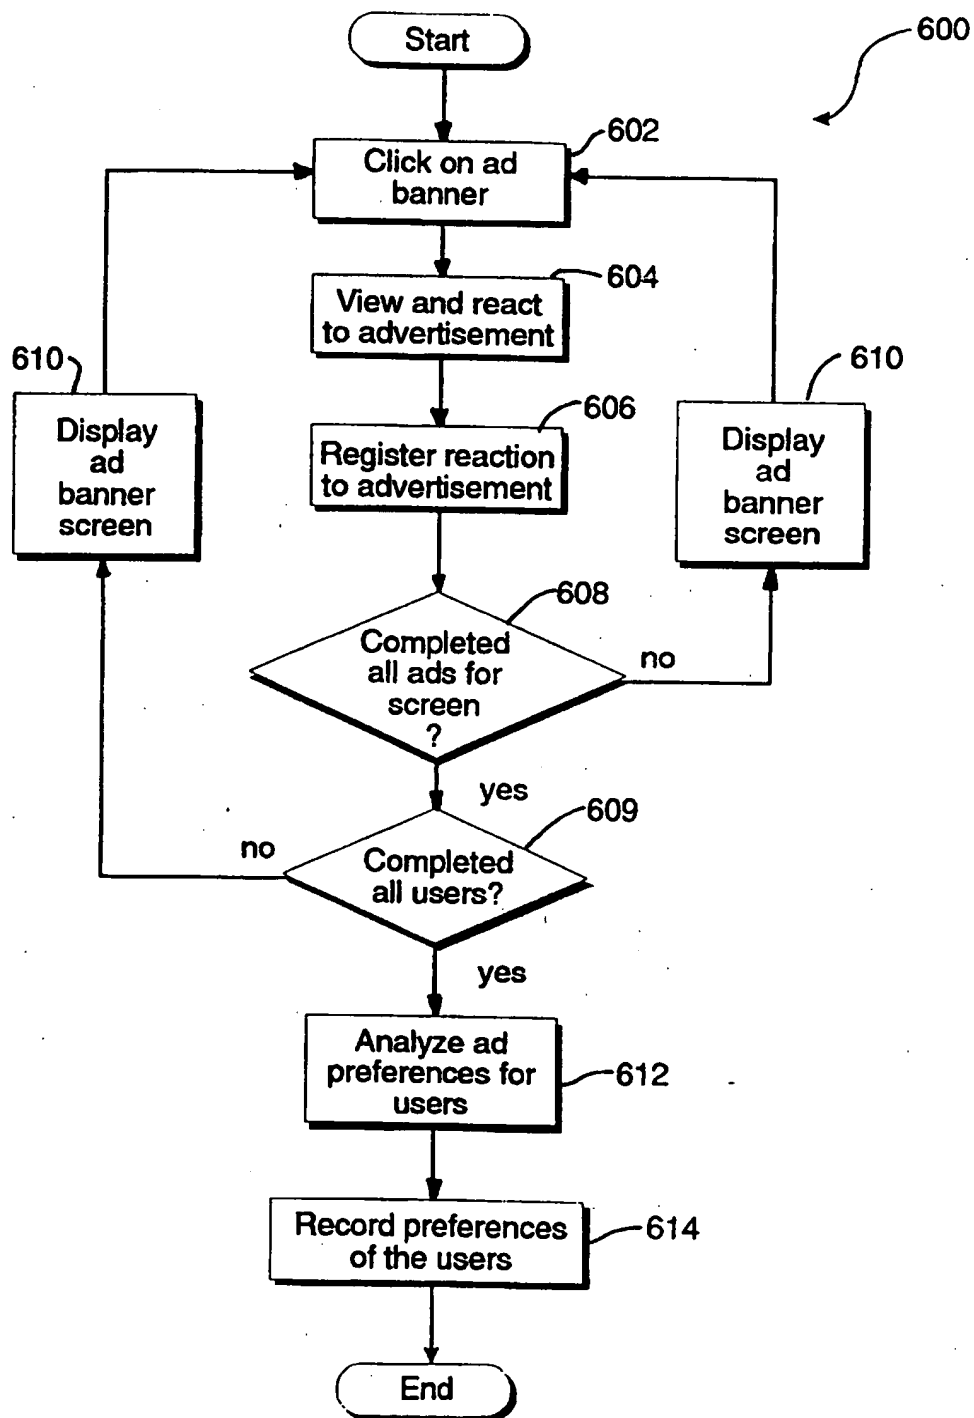 Start
600
602
Click on ad
banner
604
View and react
to advertisement
610
Display
ad
banner
screen
606
Register reaction
to advertisement
610
Display
ad
banner
screen
608
Completed
all ads for
screen
?
no
yes
609
no
Completed
all users?
yes
Analyze ad
preferences for
users
612
Record preferences
of the users
614
End